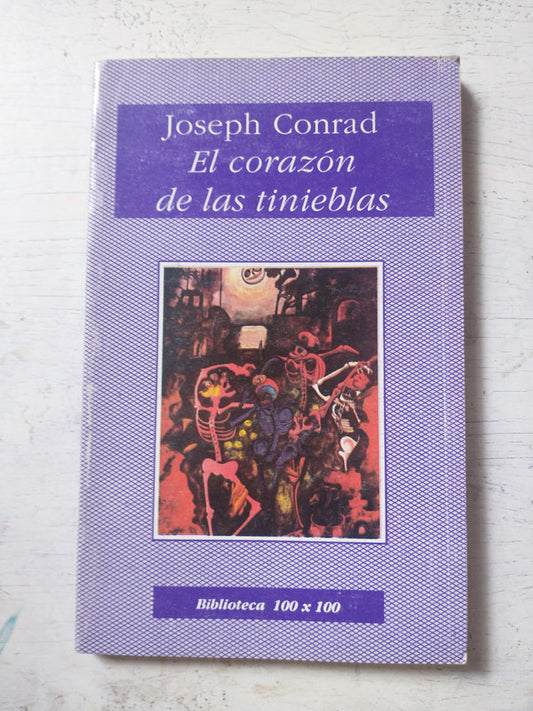 Joseph Conrad
El corazón
de las tinieblas
Biblioteca 100 x 100